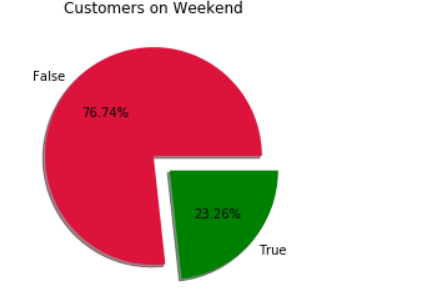 Customers on Weekend
False
76.74%
23.26%
True